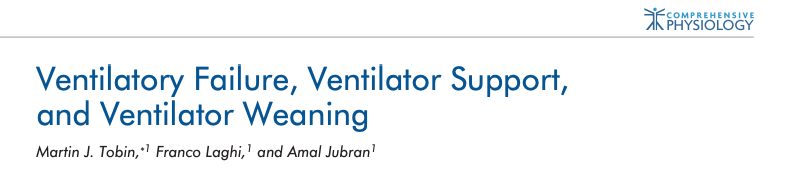 COMPREHENSIVE
PHYSIOLOGY
Ventilatory Failure, Ventilator Support,
and Ventilator Weaning
Martin J. Tobin,*1 Franco Laghi,1 and Amal Jubran1